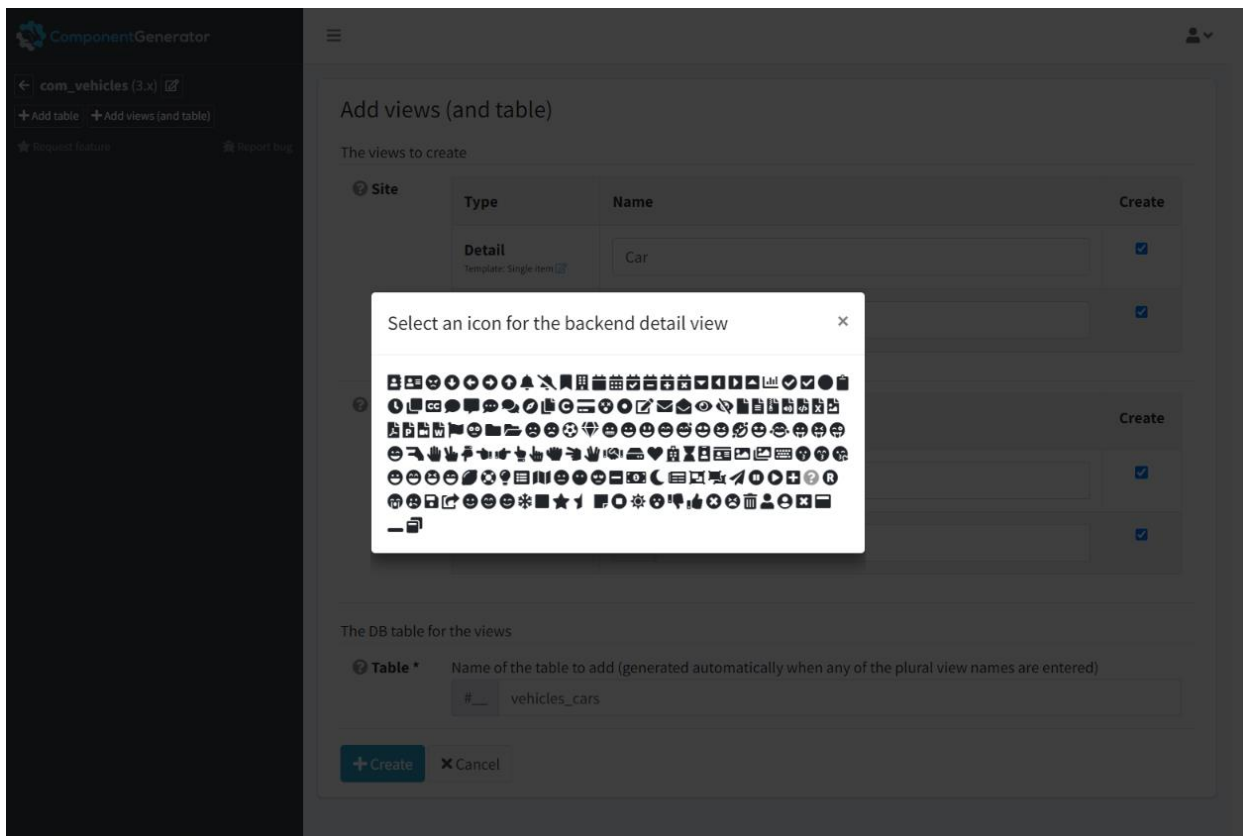 ComponentGenerator
com_vehicles (3.x)
Add table Add views (and table)
Request feature Report bug
Add views (and table)
The views to create
Site
Type Name Create
Detail
Template: Single item
Car
Select an icon for the backend detail view ×
Create
The DB table for the views
Table * Name of the table to add (generated automatically when any of the plural view names are entered)
#__ vehicles_cars
Create Cancel